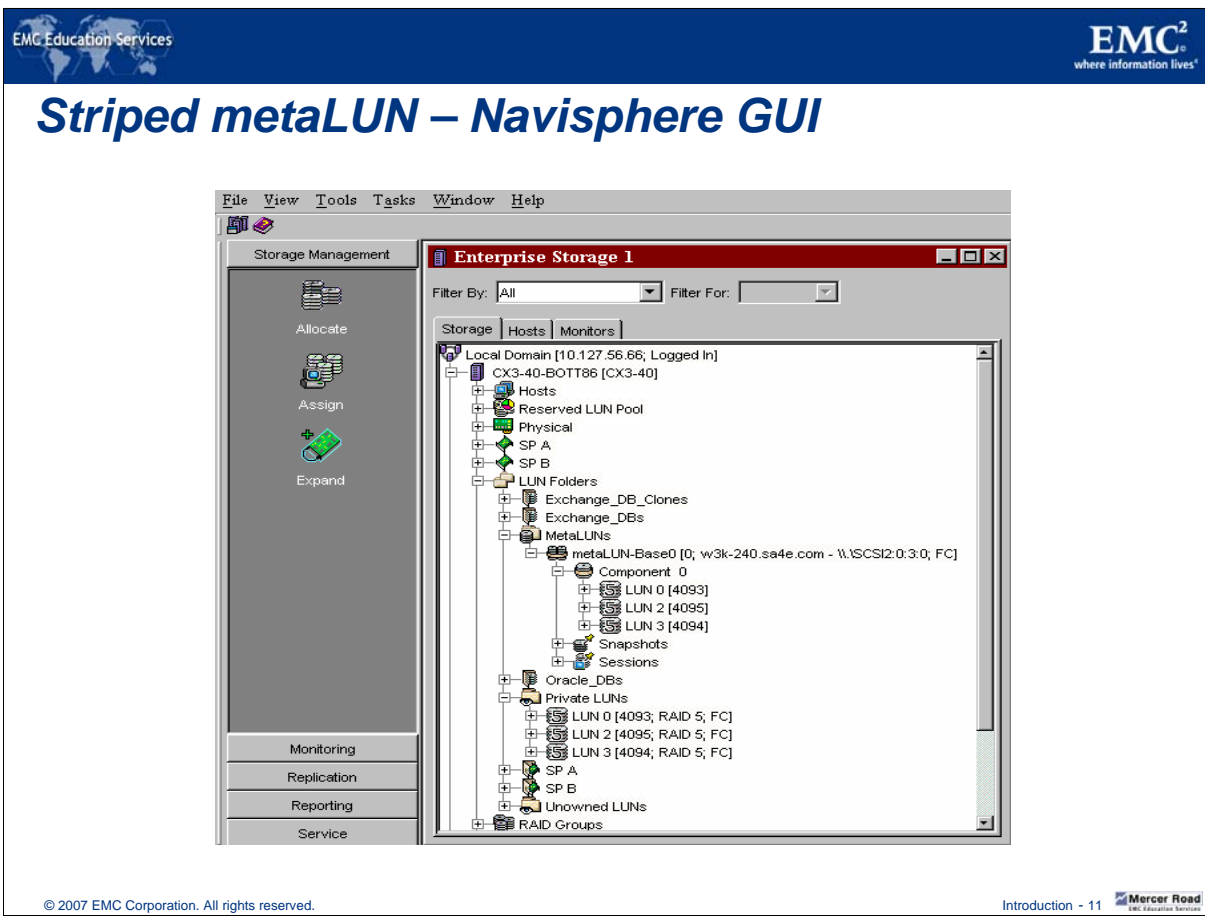 EMC Education Services
EMC²
where information lives®
Striped metaLUN – Navisphere GUI
File View Tools Tasks Window Help
Storage Management
Allocate
Assign
Expand
Monitoring
Replication
Reporting
Service
Enterprise Storage 1
Filter By: All Filter For:
Storage Hosts Monitors
Local Domain [10.127.56.66; Logged In]
CX3-40-BOTT86 [CX3-40]
Hosts
Reserved LUN Pool
Physical
SP A
SP B
LUN Folders
Exchange_DB_Clones
Exchange_DBs
MetaLUNs
metaLUN-Base0 [0; w3k-240.sa4e.com - \\.\SCSI2:0:3:0; FC]
Component 0
LUN 0 [4093]
LUN 2 [4095]
LUN 3 [4094]
Snapshots
Sessions
Oracle_DBs
Private LUNs
LUN 0 [4093; RAID 5; FC]
LUN 2 [4095; RAID 5; FC]
LUN 3 [4094; RAID 5; FC]
SP A
SP B
Unowned LUNs
RAID Groups
© 2007 EMC Corporation. All rights reserved.
Introduction - 11
Mercer Road
EMC Education Services